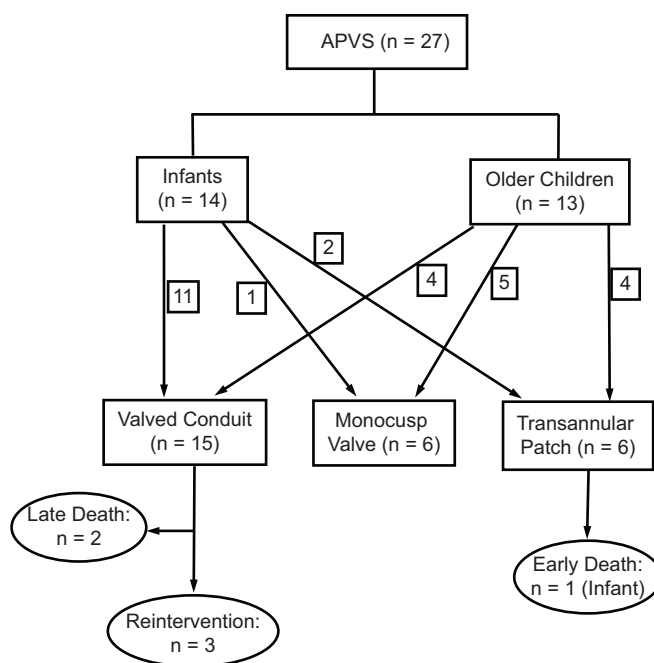 APVS (n = 27)
Infants
(n = 14)
Older Children
(n = 13)
2
11
1
4
5
4
Valved Conduit
(n = 15)
Monocusp
Valve (n = 6)
Transannular
Patch (n = 6)
Late Death:
n = 2
Early Death:
n = 1 (Infant)
Reintervention:
n = 3